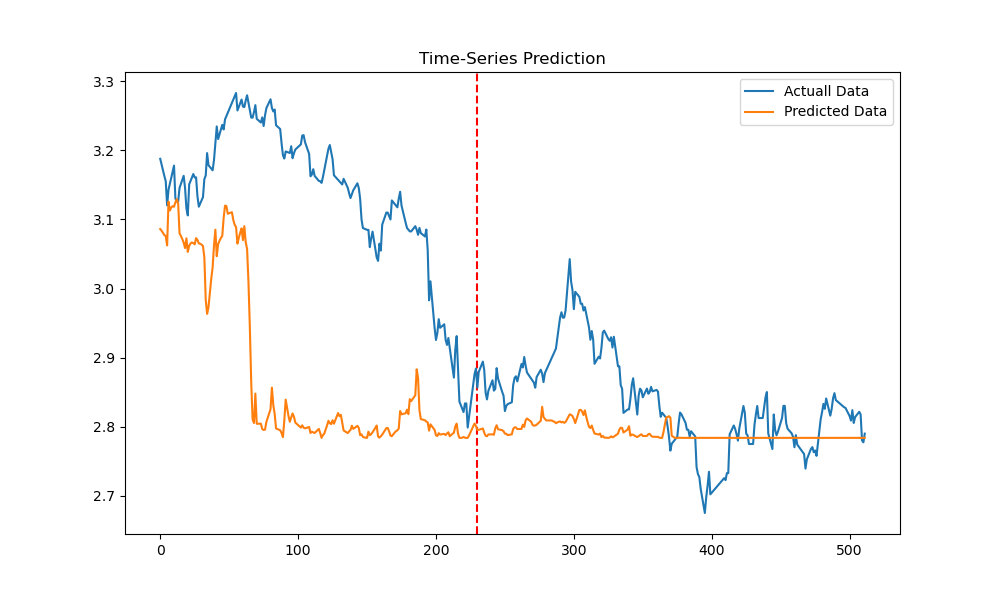 Time-Series Prediction
Actuall Data
Predicted Data
3.3
3.2
3.1
3.0
2.9
2.8
2.7
0 100 200 300 400 500